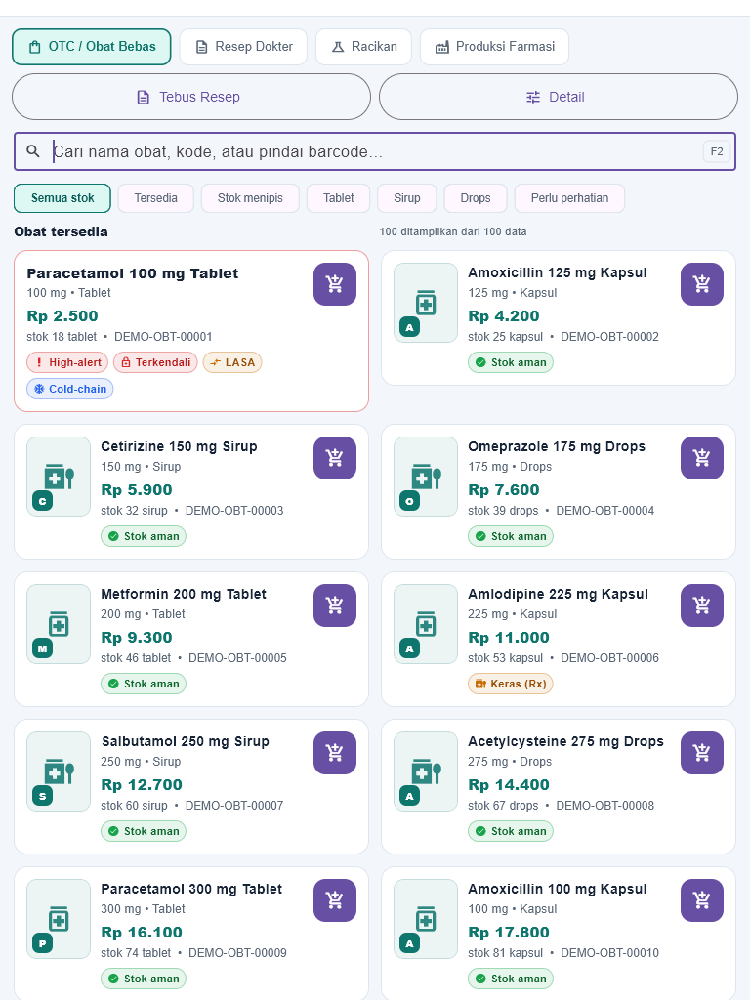 OTC / Obat Bebas
Resep Dokter
Racikan
Produksi Farmasi
Tebus Resep
Detail
Cari nama obat, kode, atau pindai barcode...
F2
Semua stok
Tersedia
Stok menipis
Tablet
Sirup
Drops
Perlu perhatian
Obat tersedia
100 ditampilkan dari 100 data
Paracetamol 100 mg Tablet
100 mg • Tablet
Rp 2.500
stok 18 tablet • DEMO-OBT-00001
High-alert
Terkendali
LASA
Cold-chain
A
Amoxicillin 125 mg Kapsul
125 mg • Kapsul
Rp 4.200
stok 25 kapsul • DEMO-OBT-00002
Stok aman
C
Cetirizine 150 mg Sirup
150 mg • Sirup
Rp 5.900
stok 32 sirup • DEMO-OBT-00003
Stok aman
O
Omeprazole 175 mg Drops
175 mg • Drops
Rp 7.600
stok 39 drops • DEMO-OBT-00004
Stok aman
M
Metformin 200 mg Tablet
200 mg • Tablet
Rp 9.300
stok 46 tablet • DEMO-OBT-00005
Stok aman
A
Amlodipine 225 mg Kapsul
225 mg • Kapsul
Rp 11.000
stok 53 kapsul • DEMO-OBT-00006
Keras (Rx)
S
Salbutamol 250 mg Sirup
250 mg • Sirup
Rp 12.700
stok 60 sirup • DEMO-OBT-00007
Stok aman
A
Acetylcysteine 275 mg Drops
275 mg • Drops
Rp 14.400
stok 67 drops • DEMO-OBT-00008
Stok aman
P
Paracetamol 300 mg Tablet
300 mg • Tablet
Rp 16.100
stok 74 tablet • DEMO-OBT-00009
Stok aman
A
Amoxicillin 100 mg Kapsul
100 mg • Kapsul
Rp 17.800
stok 81 kapsul • DEMO-OBT-00010
Stok aman